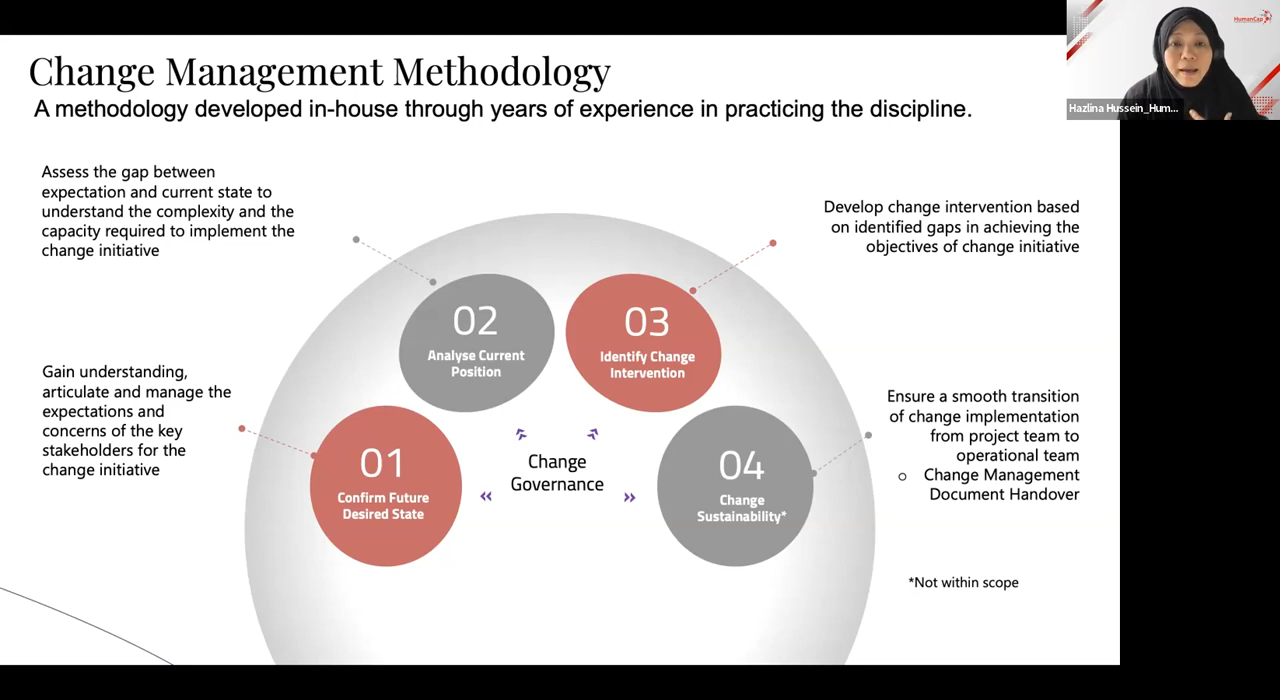 Change Management Methodology
A methodology developed in-house through years of experience in practicing the discipline.
HumanCap
Hazlina Hussein_Hum...
Assess the gap between
expectation and current state to
understand the complexity and the
capacity required to implement the
change initiative
Develop change intervention based
on identified gaps in achieving the
objectives of change initiative
02
Analyse Current
Position
03
Identify Change
Intervention
Gain understanding,
articulate and manage the
expectations and
concerns of the key
stakeholders for the
change initiative
01
Confirm Future
Desired State
Change
Governance
04
Change
Sustainability*
Ensure a smooth transition
of change implementation
from project team to
operational team
○ Change Management
Document Handover
*Not within scope